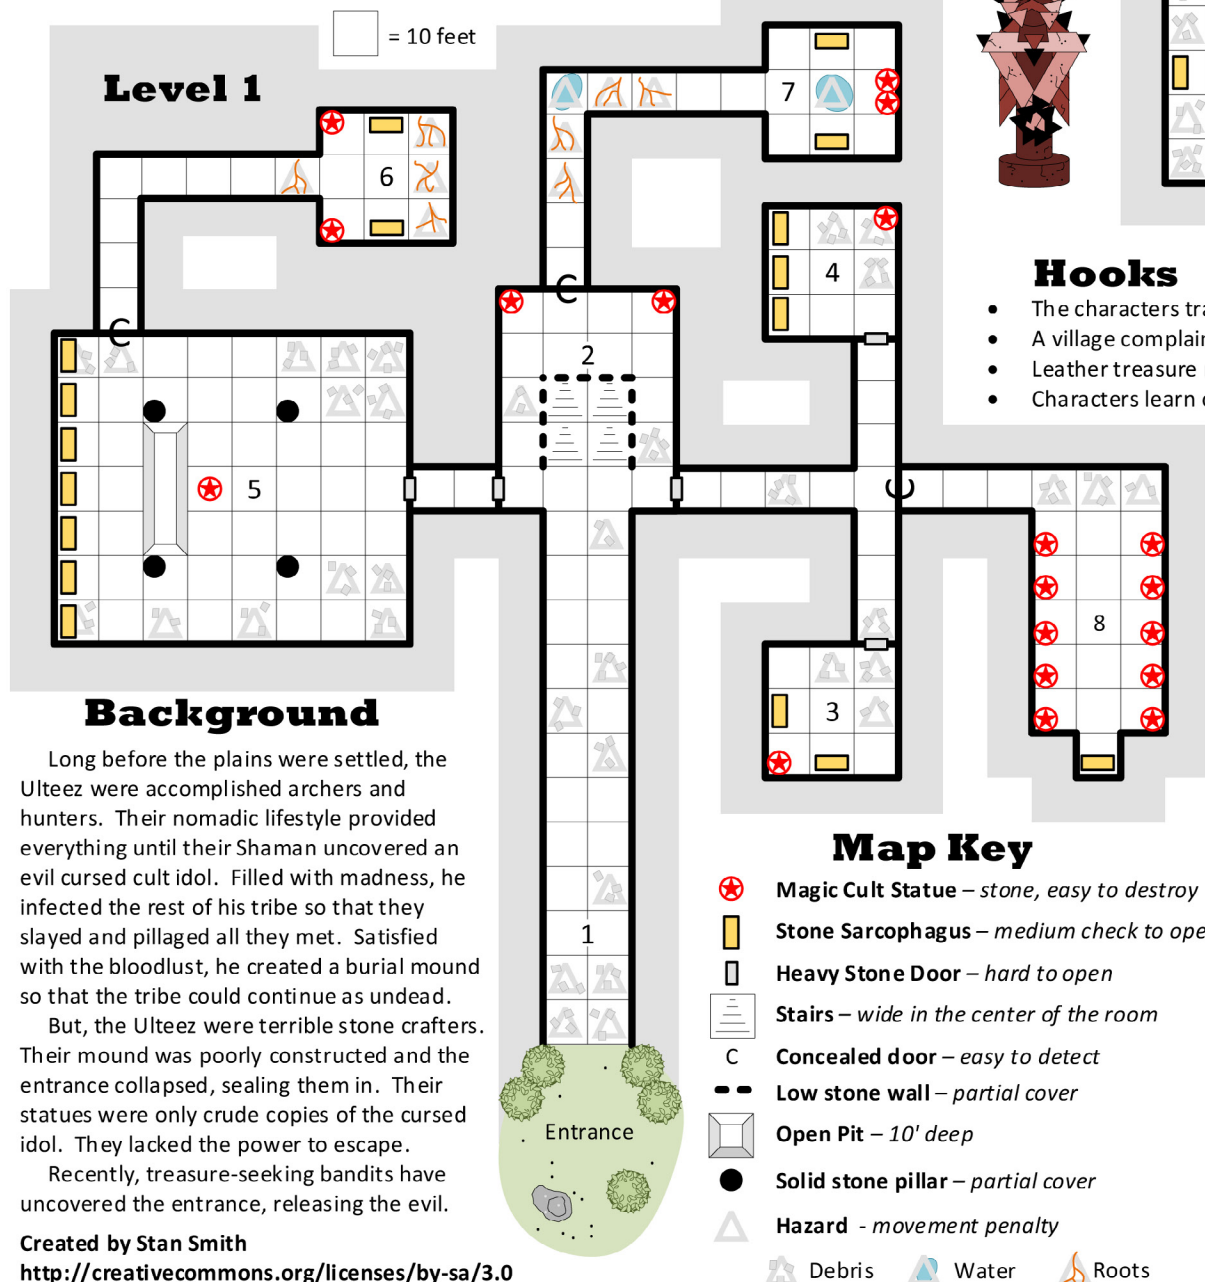 = 10 feet
Level 1
7
6
4
C
C
2
5
C
8
3
1
Entrance
Hooks
• The characters tra
• A village complain
• Leather treasure
• Characters learn
Background
Long before the plains were settled, the
Ulteez were accomplished archers and
hunters. Their nomadic lifestyle provided
everything until their Shaman uncovered an
evil cursed cult idol. Filled with madness, he
infected the rest of his tribe so that they
slayed and pillaged all they met. Satisfied
with the bloodlust, he created a burial mound
so that the tribe could continue as undead.
But, the Ulteez were terrible stone crafters.
Their mound was poorly constructed and the
entrance collapsed, sealing them in. Their
statues were only crude copies of the cursed
idol. They lacked the power to escape.
Recently, treasure-seeking bandits have
uncovered the entrance, releasing the evil.
Created by Stan Smith
http://creativecommons.org/licenses/by-sa/3.0
Map Key
Magic Cult Statue – stone, easy to destroy
Stone Sarcophagus – medium check to ope
Heavy Stone Door – hard to open
Stairs – wide in the center of the room
C Concealed door – easy to detect
Low stone wall – partial cover
Open Pit – 10' deep
Solid stone pillar – partial cover
Hazard - movement penalty
Debris Water Roots